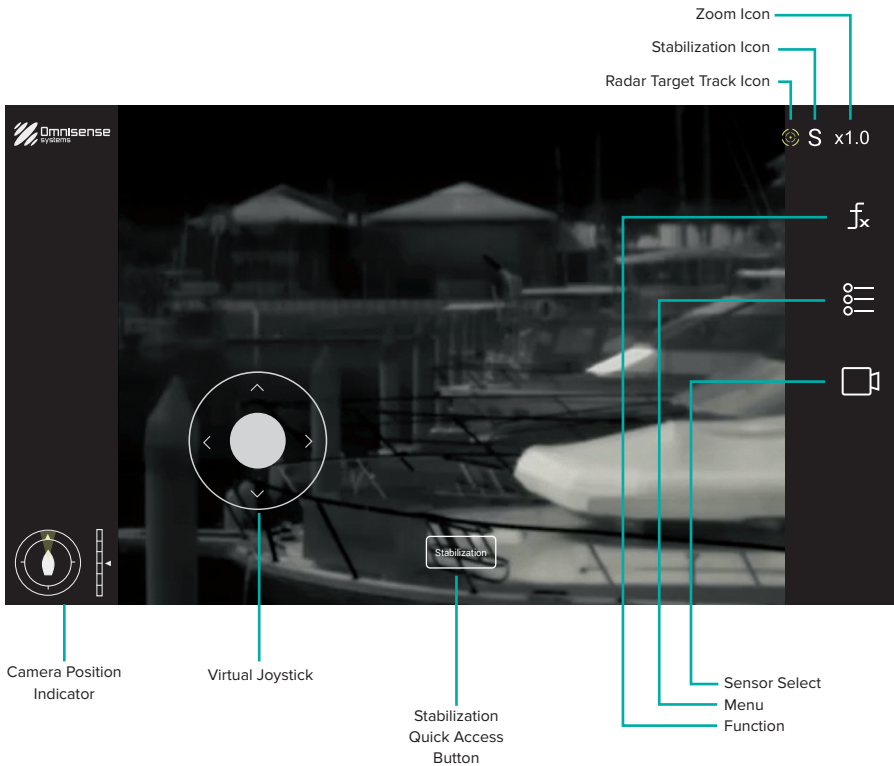 Zoom Icon
Stabilization Icon
Radar Target Track Icon
Omnisense
systems
S x1.0
fx
Stabilization
Camera Position
Indicator
Virtual Joystick
Stabilization
Quick Access
Button
Sensor Select
Menu
Function